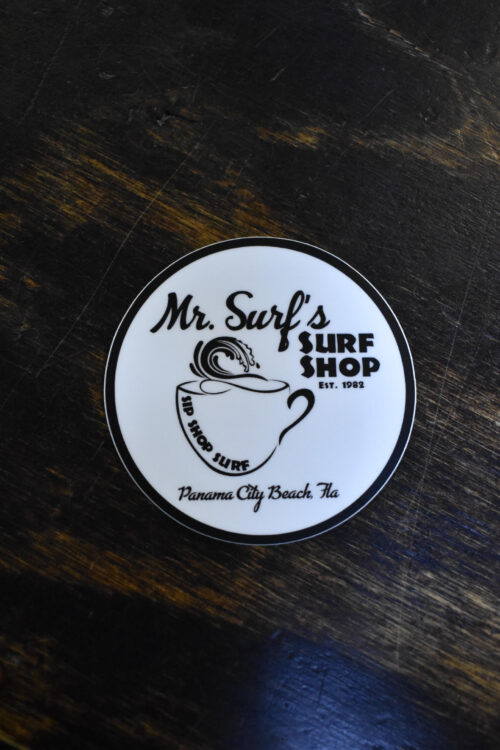 Mr. Surf's
SURF
SHOP
EST. 1982
SIP SHOP SURF
Panama City Beach, Fla